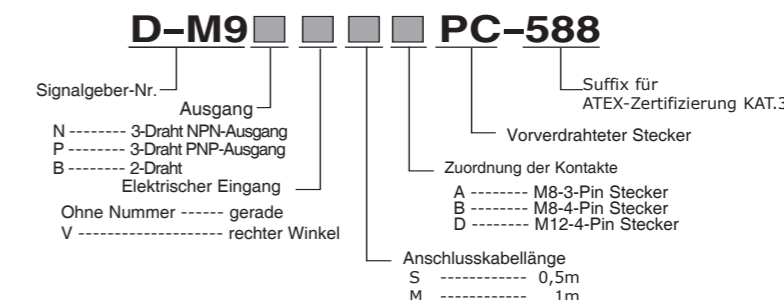 D-M9 PC-588
Signalgeber-Nr.
Suffix für
ATEX-Zertifizierung KAT.3
Ausgang
N -------- 3-Draht NPN-Ausgang
P -------- 3-Draht PNP-Ausgang
B -------- 2-Draht
Vorverdrahteter Stecker
Elektrischer Eingang
Ohne Nummer ------ gerade
V -------------------- rechter Winkel
Zuordnung der Kontakte
A -------- M8-3-Pin Stecker
B -------- M8-4-Pin Stecker
D -------- M12-4-Pin Stecker
Anschlusskabellänge
S ------------ 0,5m
M ------------ 1m